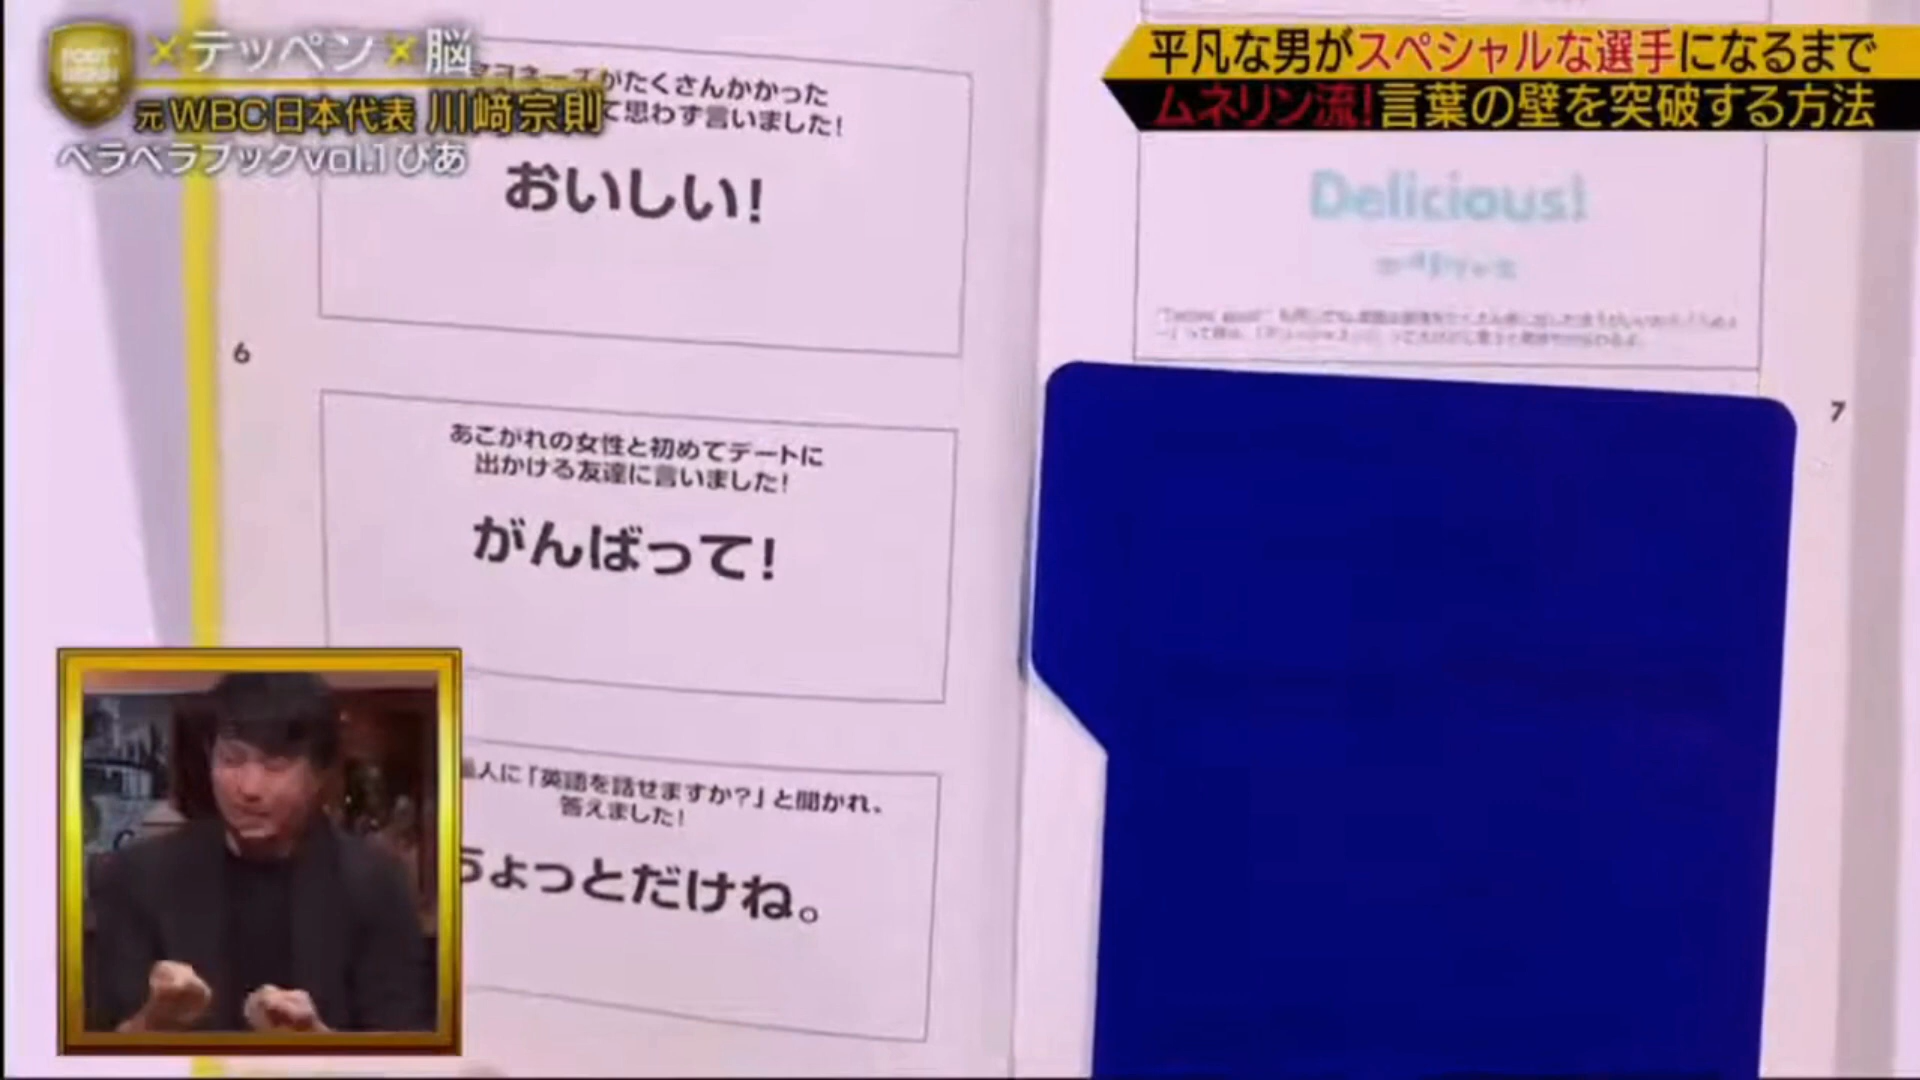 ×テッペン×脳
元WBC日本代表 川﨑宗則
ペラペラブックvol.1 ぴあ
平凡な男がスペシャルな選手になるまで
ムネリン流!言葉の壁を突破する方法
がたくさんかかった
て思わず言いました!
おいしい!
6
あこがれの女性と初めてデートに
出かける友達に言いました!
がんばって!
人に「英語を話せますか?」と聞かれ、
答えました!
ちょっとだけね。
Delicious!
7